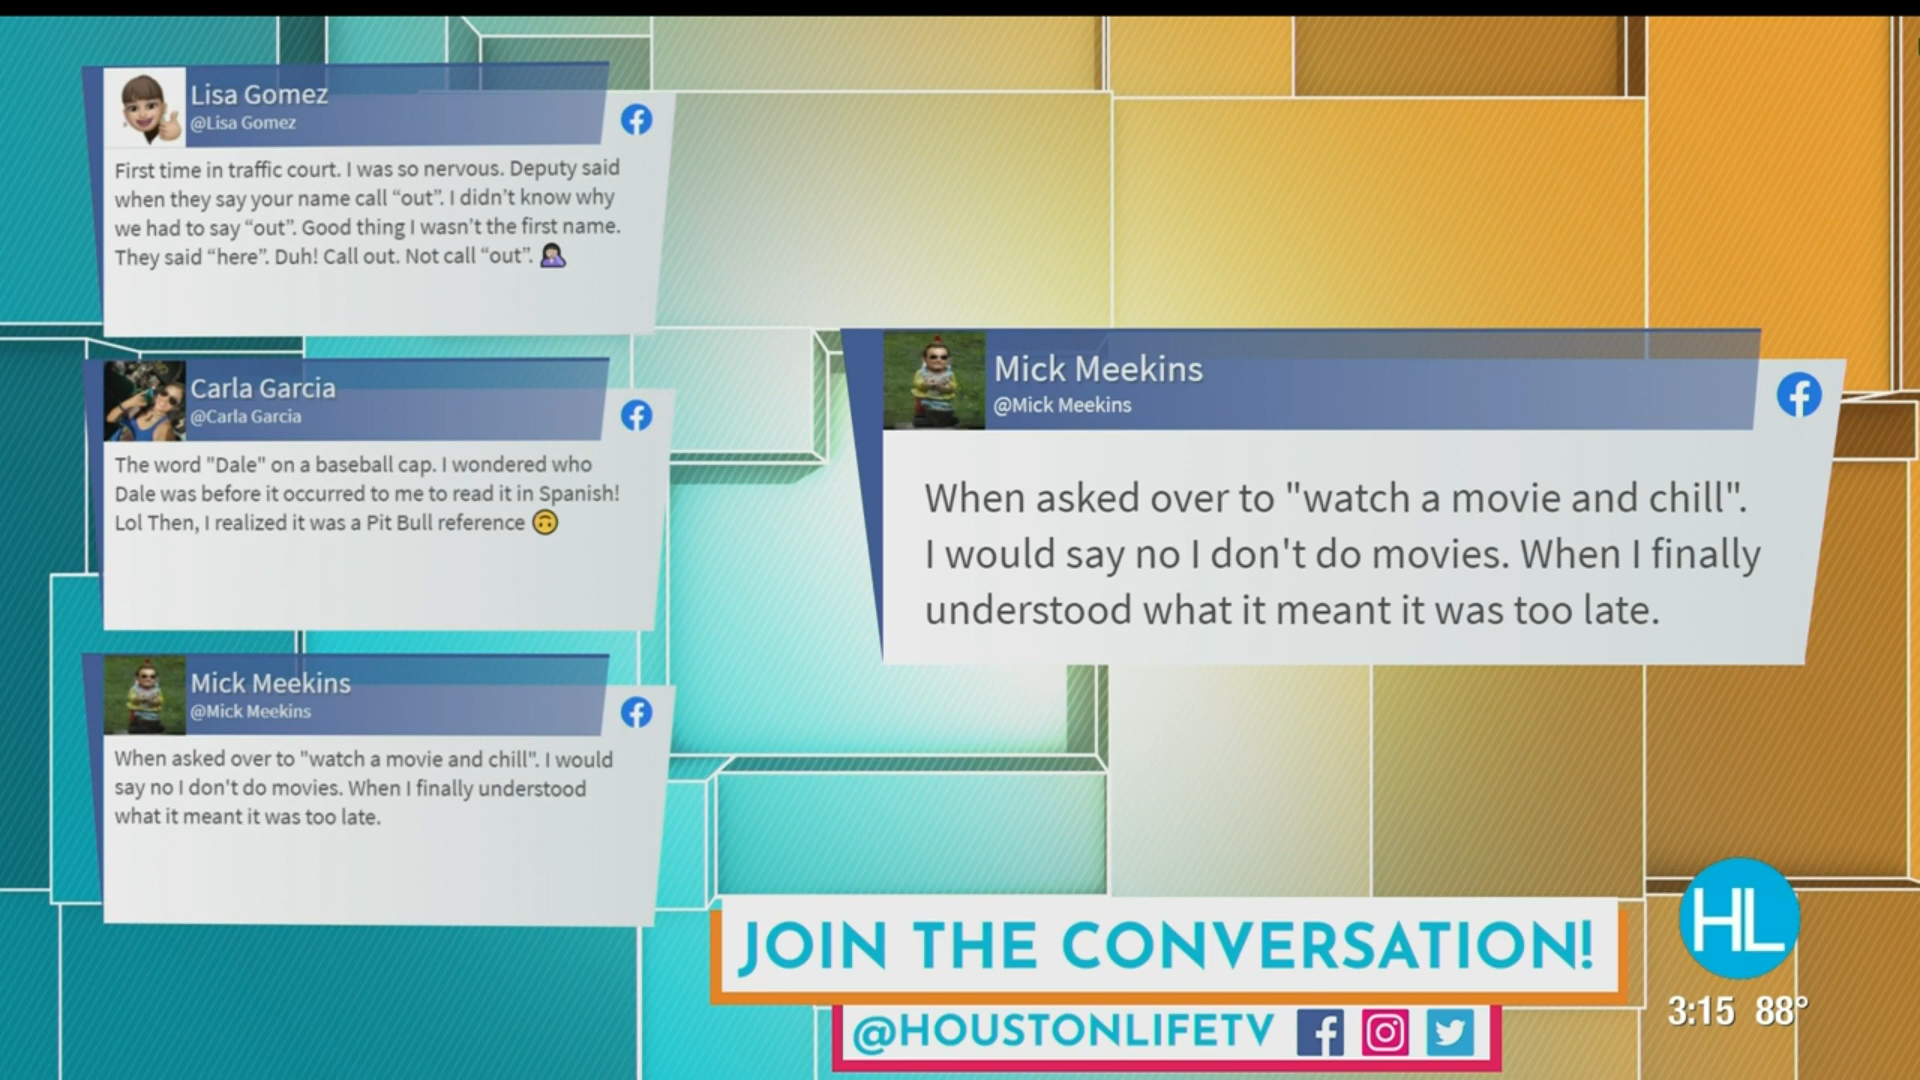 Lisa Gomez
@Lisa Gomez
First time in traffic court. I was so nervous. Deputy said
when they say your name call “out”. I didn’t know why
we had to say “out”. Good thing I wasn’t the first name.
They said “here”. Duh! Call out. Not call “out”. 🤦🏻‍♀️
Carla Garcia
@Carla Garcia
The word "Dale" on a baseball cap. I wondered who
Dale was before it occurred to me to read it in Spanish!
Lol Then, I realized it was a Pit Bull reference 🙃
Mick Meekins
@Mick Meekins
When asked over to "watch a movie and chill". I would
say no I don't do movies. When I finally understood
what it meant it was too late.
Mick Meekins
@Mick Meekins
When asked over to "watch a movie and chill".
I would say no I don't do movies. When I finally
understood what it meant it was too late.
JOIN THE CONVERSATION!
@HOUSTONLIFETV
HL
3:15 88°